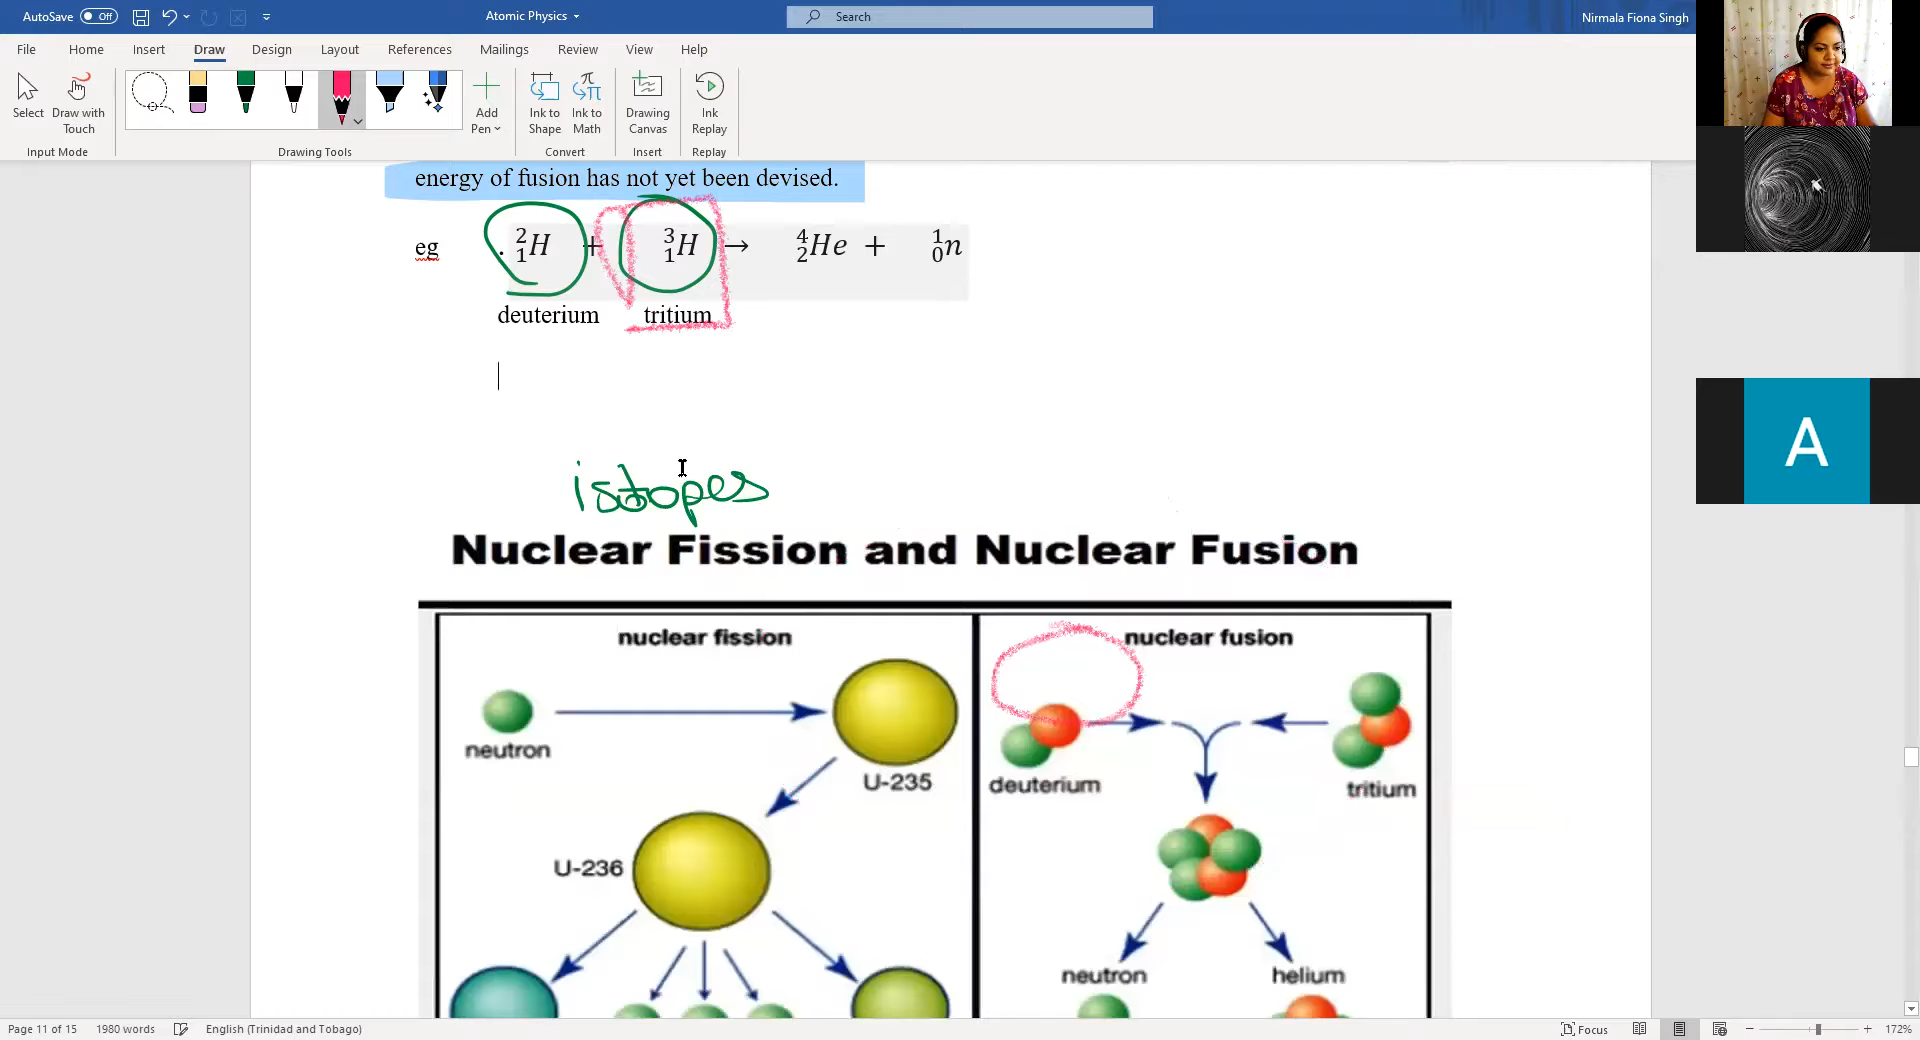 AutoSave Off Atomic Physics Search Nirmala Fiona Singh
File Home Insert Draw Design Layout References Mailings Review View Help
Select Draw with Touch Add Pen Ink to Shape Ink to Math Drawing Canvas Ink Replay
Input Mode Drawing Tools Convert Insert Replay
energy of fusion has not yet been devised.
eg . ²₁H + ³₁H → ⁴₂He + ¹₀n
deuterium tritium
isotopes
Nuclear Fission and Nuclear Fusion
nuclear fission nuclear fusion
neutron U-235 deuterium tritium
U-236
neutron helium
A
Page 11 of 15 1980 words English (Trinidad and Tobago) Focus 172%